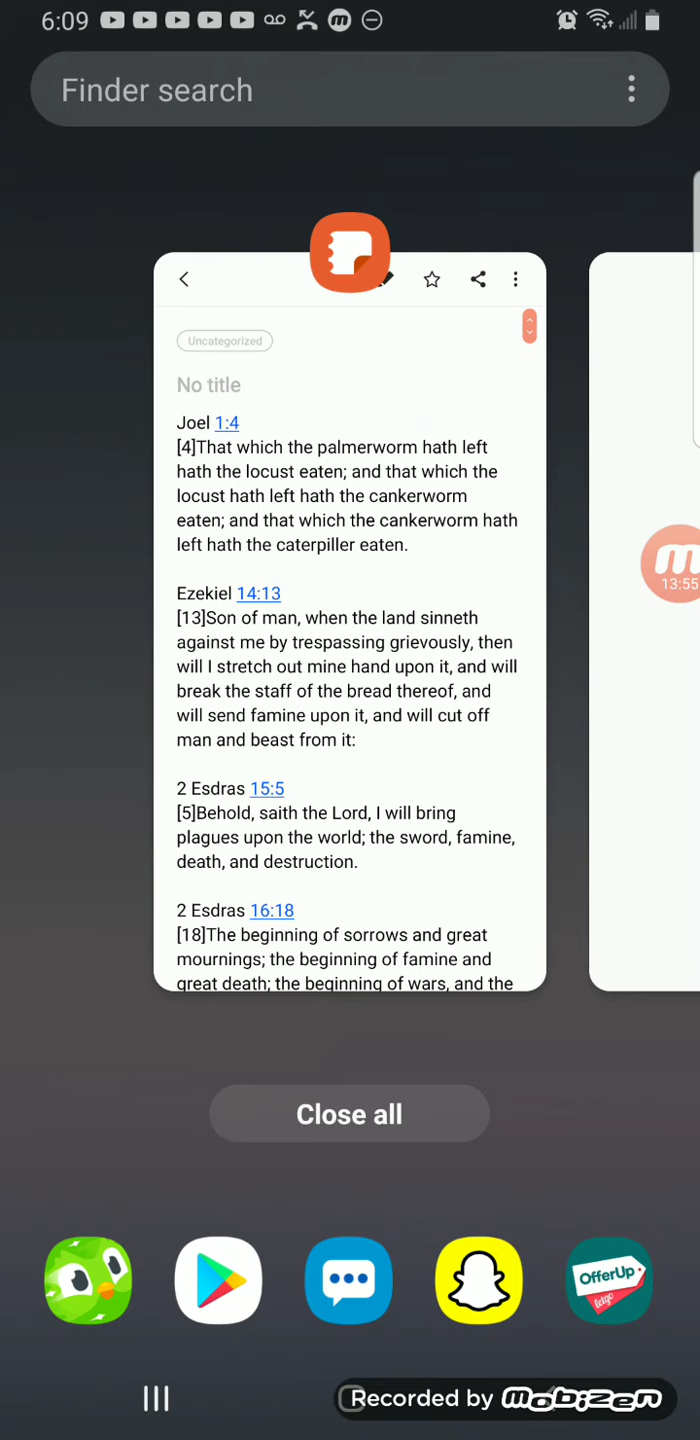 6:09
Finder search
Uncategorized
No title
Joel 1:4
[4]That which the palmerworm hath left
hath the locust eaten; and that which the
locust hath left hath the cankerworm
eaten; and that which the cankerworm hath
left hath the caterpiller eaten.
Ezekiel 14:13
[13]Son of man, when the land sinneth
against me by trespassing grievously, then
will I stretch out mine hand upon it, and will
break the staff of the bread thereof, and
will send famine upon it, and will cut off
man and beast from it:
2 Esdras 15:5
[5]Behold, saith the Lord, I will bring
plagues upon the world; the sword, famine,
death, and destruction.
2 Esdras 16:18
[18]The beginning of sorrows and great
mournings; the beginning of famine and
great death; the beginning of wars, and the
13:55
Close all
OfferUp
letgo
Recorded by mobizen